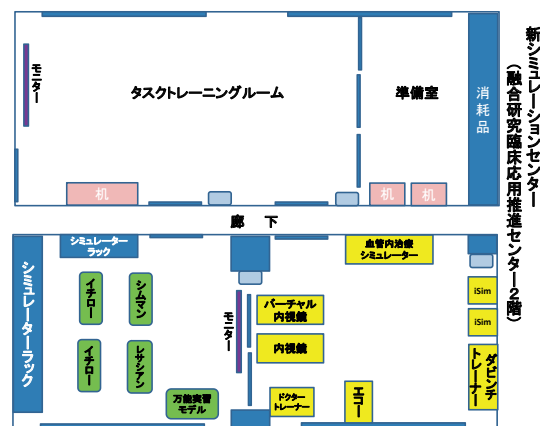 新シミュレーションセンター
(融合研究臨床応用推進センター2階)
モニター
タスクトレーニングルーム
準備室
消耗品
机
机
机
廊 下
シミュレーターラック
シミュレーター
ラック
イチロー
シムマン
イチロー
レサシアン
万能実習
モデル
モニター
バーチャル
内視鏡
内視鏡
ドクター
トレーナー
エコー
血管内治療
シミュレーター
iSim
iSim
ダビンチ
トレーナー